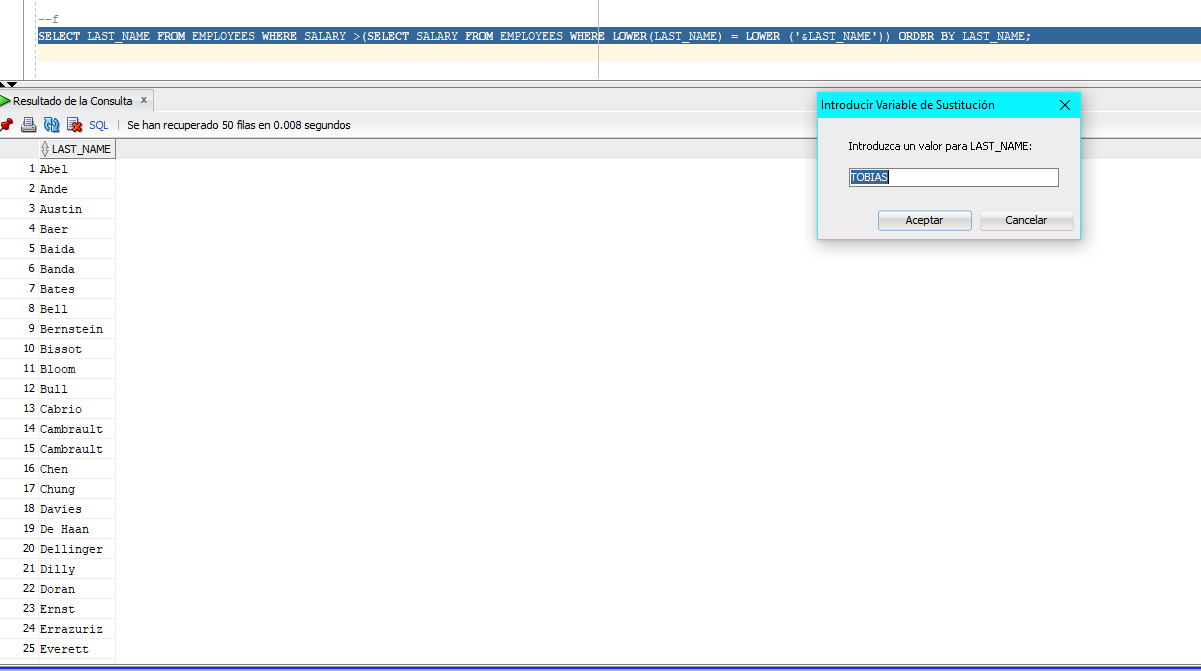 --f
SELECT LAST_NAME FROM EMPLOYEES WHERE SALARY >(SELECT SALARY FROM EMPLOYEES WHERE LOWER(LAST_NAME) = LOWER ('&LAST_NAME')) ORDER BY LAST_NAME;
Resultado de la Consulta x
SQL | Se han recuperado 50 filas en 0.008 segundos
LAST_NAME
1 Abel
2 Ande
3 Austin
4 Baer
5 Baida
6 Banda
7 Bates
8 Bell
9 Bernstein
10 Bissot
11 Bloom
12 Bull
13 Cabrio
14 Cambrault
15 Cambrault
16 Chen
17 Chung
18 Davies
19 De Haan
20 Dellinger
21 Dilly
22 Doran
23 Ernst
24 Errazuriz
25 Everett
Introducir Variable de Sustitución
Introduzca un valor para LAST_NAME:
TOBIAS
Aceptar Cancelar